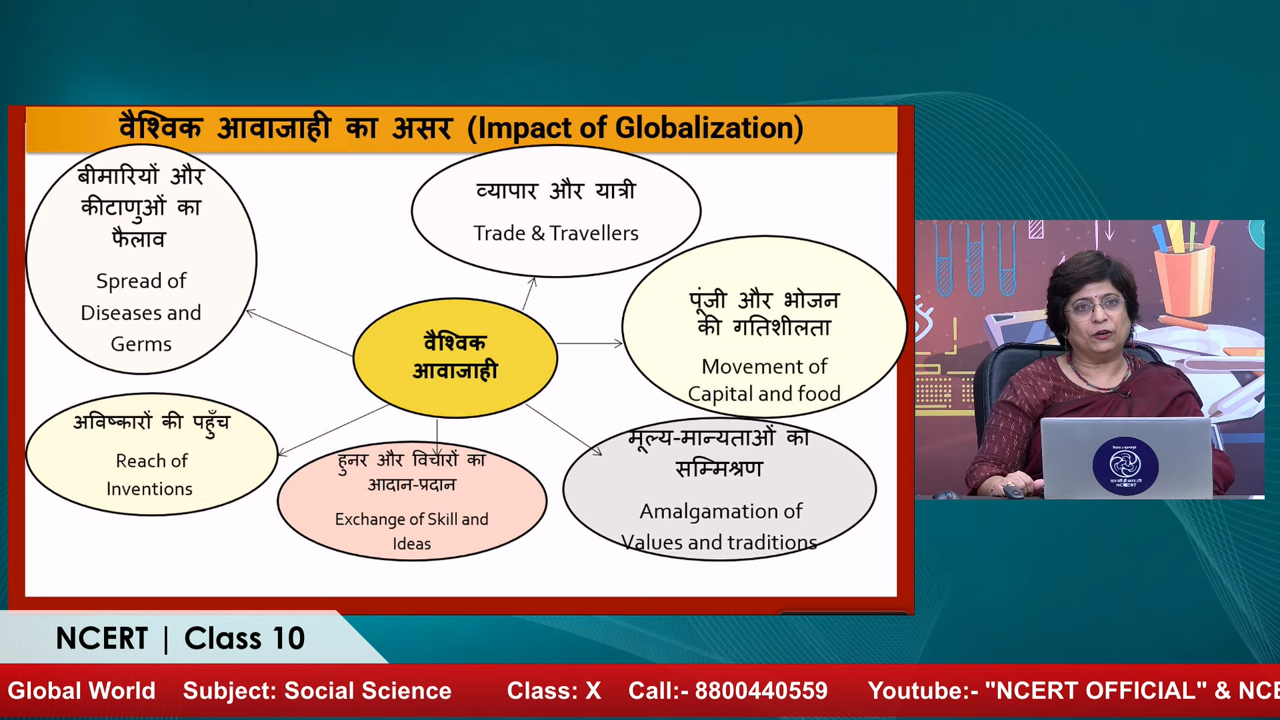 वैश्विक आवाजाही का असर (Impact of Globalization)
बीमारियों और
कीटाणुओं का
फैलाव
Spread of
Diseases and
Germs
व्यापार और यात्री
Trade & Travellers
पूंजी और भोजन
की गतिशीलता
Movement of
Capital and food
वैश्विक
आवाजाही
अविष्कारों की पहुँच
Reach of
Inventions
हुनर और विचारों का
आदान-प्रदान
Exchange of Skill and
Ideas
मूल्य-मान्यताओं का
सम्मिश्रण
Amalgamation of
Values and traditions
NCERT
NCERT | Class 10
Global World Subject: Social Science Class: X Call:- 8800440559 Youtube:- "NCERT OFFICIAL" &